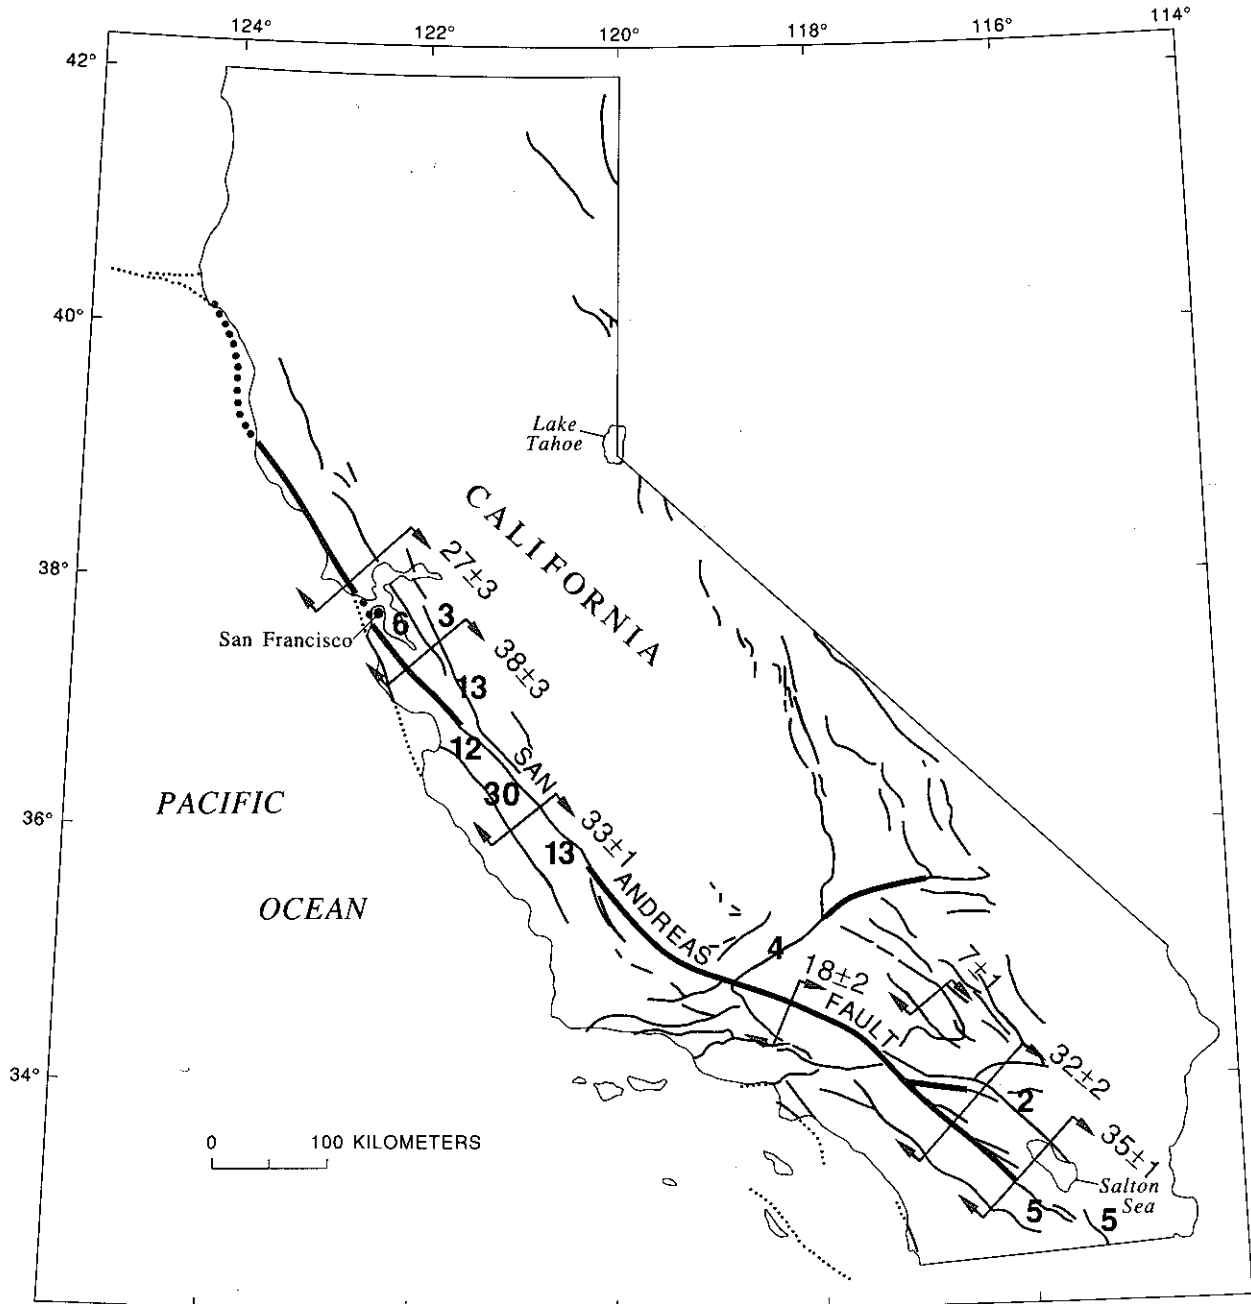 124°
122°
120°
118°
116°
114°
42°
40°
38°
36°
34°
Lake
Tahoe
CALIFORNIA
27±3
San Francisco
6
3
38±3
13
12
SAN
30
33±1
13
ANDREAS
PACIFIC
OCEAN
4
18±2
FAULT
7±1
32±2
2
35±1
Salton
Sea
5
5
0 100 KILOMETERS